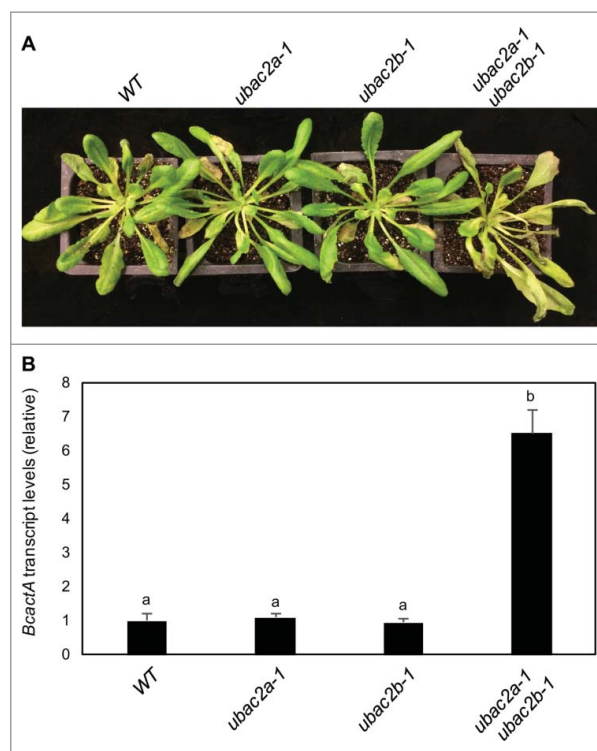 A
WT
ubac2a-1
ubac2b-1
ubac2a-1
ubac2b-1
B
BcactA transcript levels (relative)
8
7
6
5
4
3
2
1
0
a
a
a
b
WT
ubac2a-1
ubac2b-1
ubac2a-1
ubac2b-1